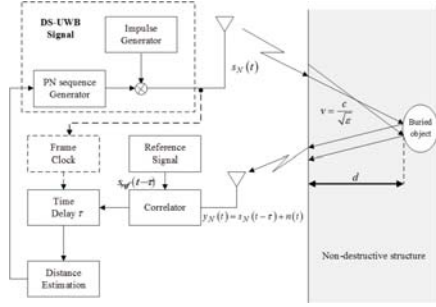 DS-UWB
Signal
Impulse
Generator
PN sequence
Generator
s_N(t)
v = c/√ε
Buried
object
Frame
Clock
Reference
Signal
(t−τ)
Time
Delay τ
Correlator
y_N(t) = s_N(t−τ) + n(t)
d
Distance
Estimation
Non-destructive structure